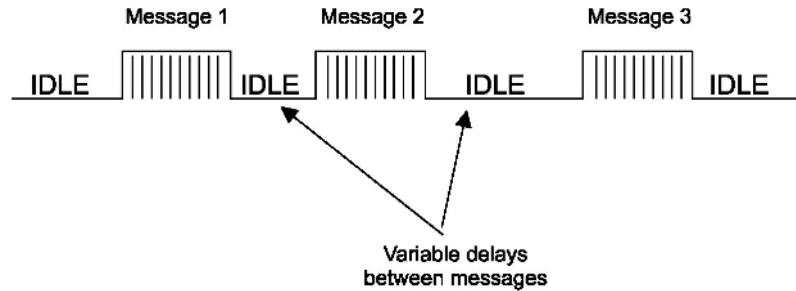 Message 1 Message 2 Message 3
IDLE IDLE IDLE IDLE
Variable delays
between messages